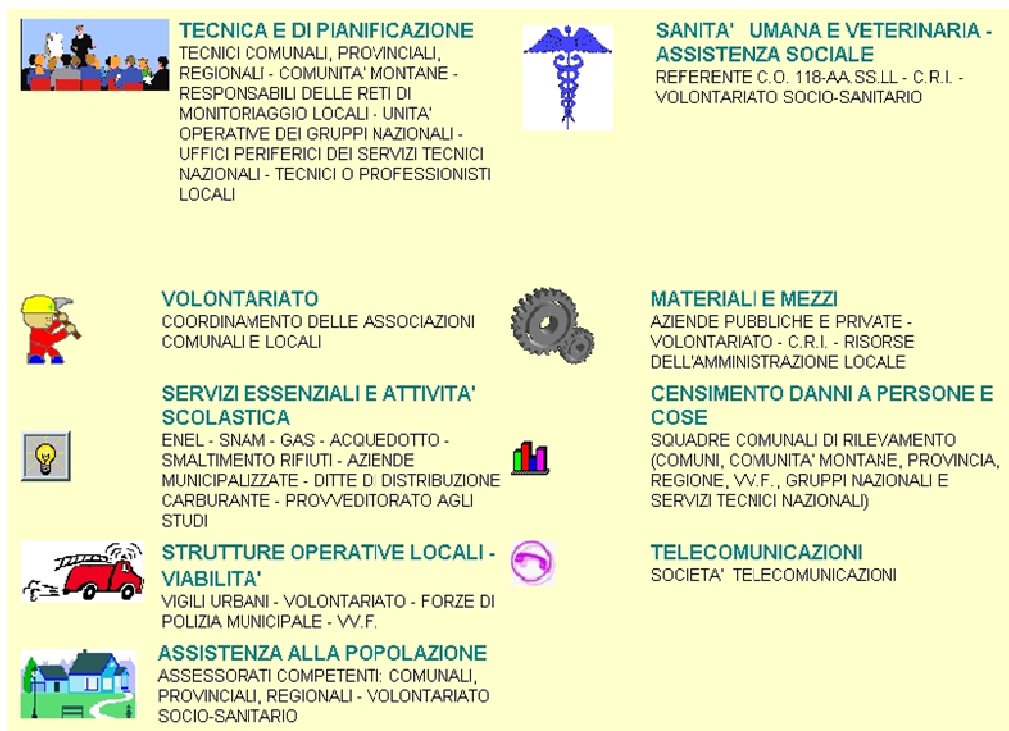 TECNICA E DI PIANIFICAZIONE
TECNICI COMUNALI, PROVINCIALI,
REGIONALI - COMUNITA' MONTANE -
RESPONSABILI DELLE RETI DI
MONITORIAGGIO LOCALI - UNITA'
OPERATIVE DEI GRUPPI NAZIONALI -
UFFICI PERIFERICI DEI SERVIZI TECNICI
NAZIONALI - TECNICI O PROFESSIONISTI
LOCALI
SANITA' UMANA E VETERINARIA -
ASSISTENZA SOCIALE
REFERENTE C.O. 118-AA.SS.LL - C.R.I. -
VOLONTARIATO SOCIO-SANITARIO
VOLONTARIATO
COORDINAMENTO DELLE ASSOCIAZIONI
COMUNALI E LOCALI
MATERIALI E MEZZI
AZIENDE PUBBLICHE E PRIVATE -
VOLONTARIATO - C.R.I. - RISORSE
DELL'AMMINISTRAZIONE LOCALE
SERVIZI ESSENZIALI E ATTIVITA'
SCOLASTICA
ENEL - SNAM - GAS - ACQUEDOTTO -
SMALTIMENTO RIFIUTI - AZIENDE
MUNICIPALIZZATE - DITTE DI DISTRIBUZIONE
CARBURANTE - PROVVEDITORATO AGLI
STUDI
CENSIMENTO DANNI A PERSONE E
COSE
SQUADRE COMUNALI DI RILEVAMENTO
(COMUNI, COMUNITA' MONTANE, PROVINCIA,
REGIONE, VV.F., GRUPPI NAZIONALI E
SERVIZI TECNICI NAZIONALI)
STRUTTURE OPERATIVE LOCALI -
VIABILITA'
VIGILI URBANI - VOLONTARIATO - FORZE DI
POLIZIA MUNICIPALE - VV.F.
TELECOMUNICAZIONI
SOCIETA' TELECOMUNICAZIONI
ASSISTENZA ALLA POPOLAZIONE
ASSESSORATI COMPETENTI: COMUNALI,
PROVINCIALI, REGIONALI - VOLONTARIATO
SOCIO-SANITARIO